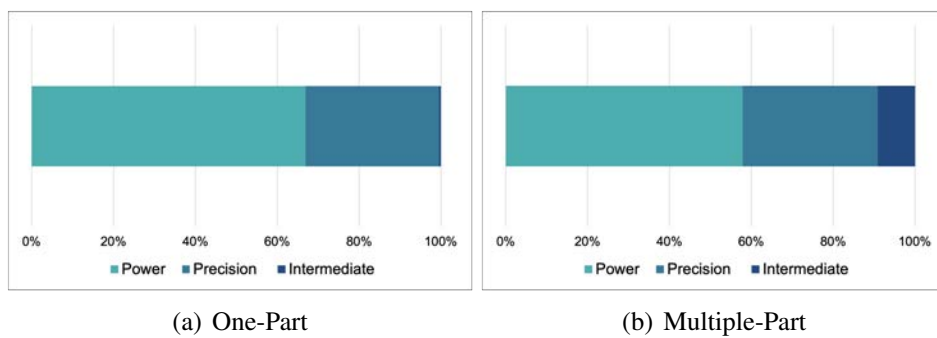 0% 20% 40% 60% 80% 100%
Power Precision Intermediate
(a) One-Part
0% 20% 40% 60% 80% 100%
Power Precision Intermediate
(b) Multiple-Part